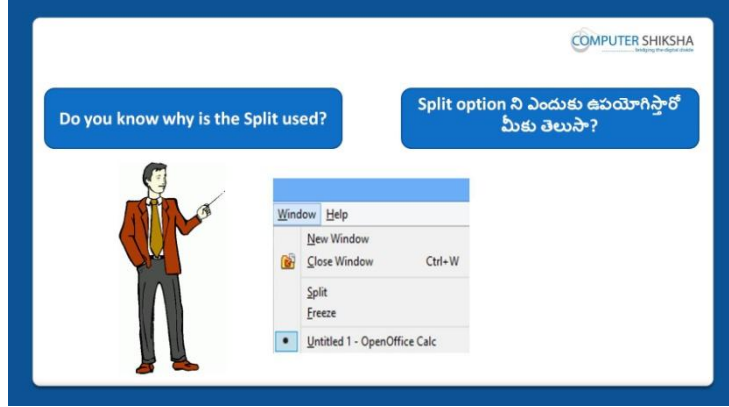 COMPUTER SHIKSHA
bridging the digital divide
Do you know why is the Split used?
Split option ని ఎందుకు ఉపయోగిస్తారో
మీకు తెలుసా?
Window Help
New Window
Close Window Ctrl+W
Split
Freeze
Untitled 1 - OpenOffice Calc